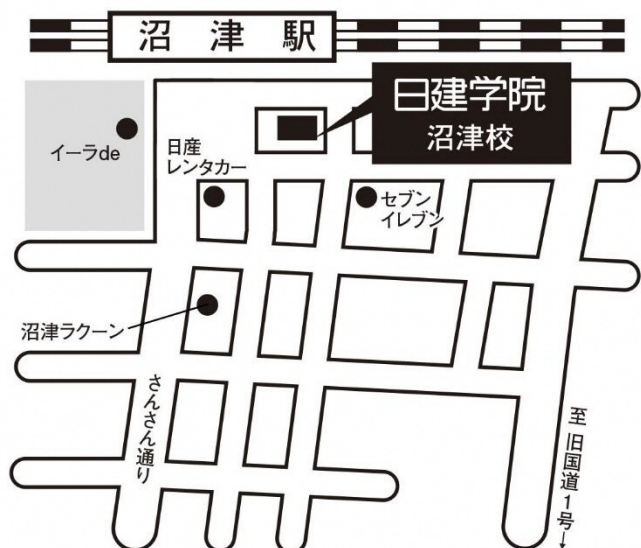 沼津駅
日建学院
沼津校
イーラde
日産
レンタカー
セブン
イレブン
沼津ラクーン
さんさん通り
至 旧国道1号→